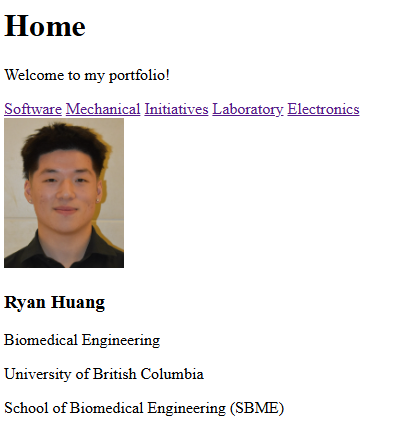 Home
Welcome to my portfolio!
Software Mechanical Initiatives Laboratory Electronics
Ryan Huang
Biomedical Engineering
University of British Columbia
School of Biomedical Engineering (SBME)